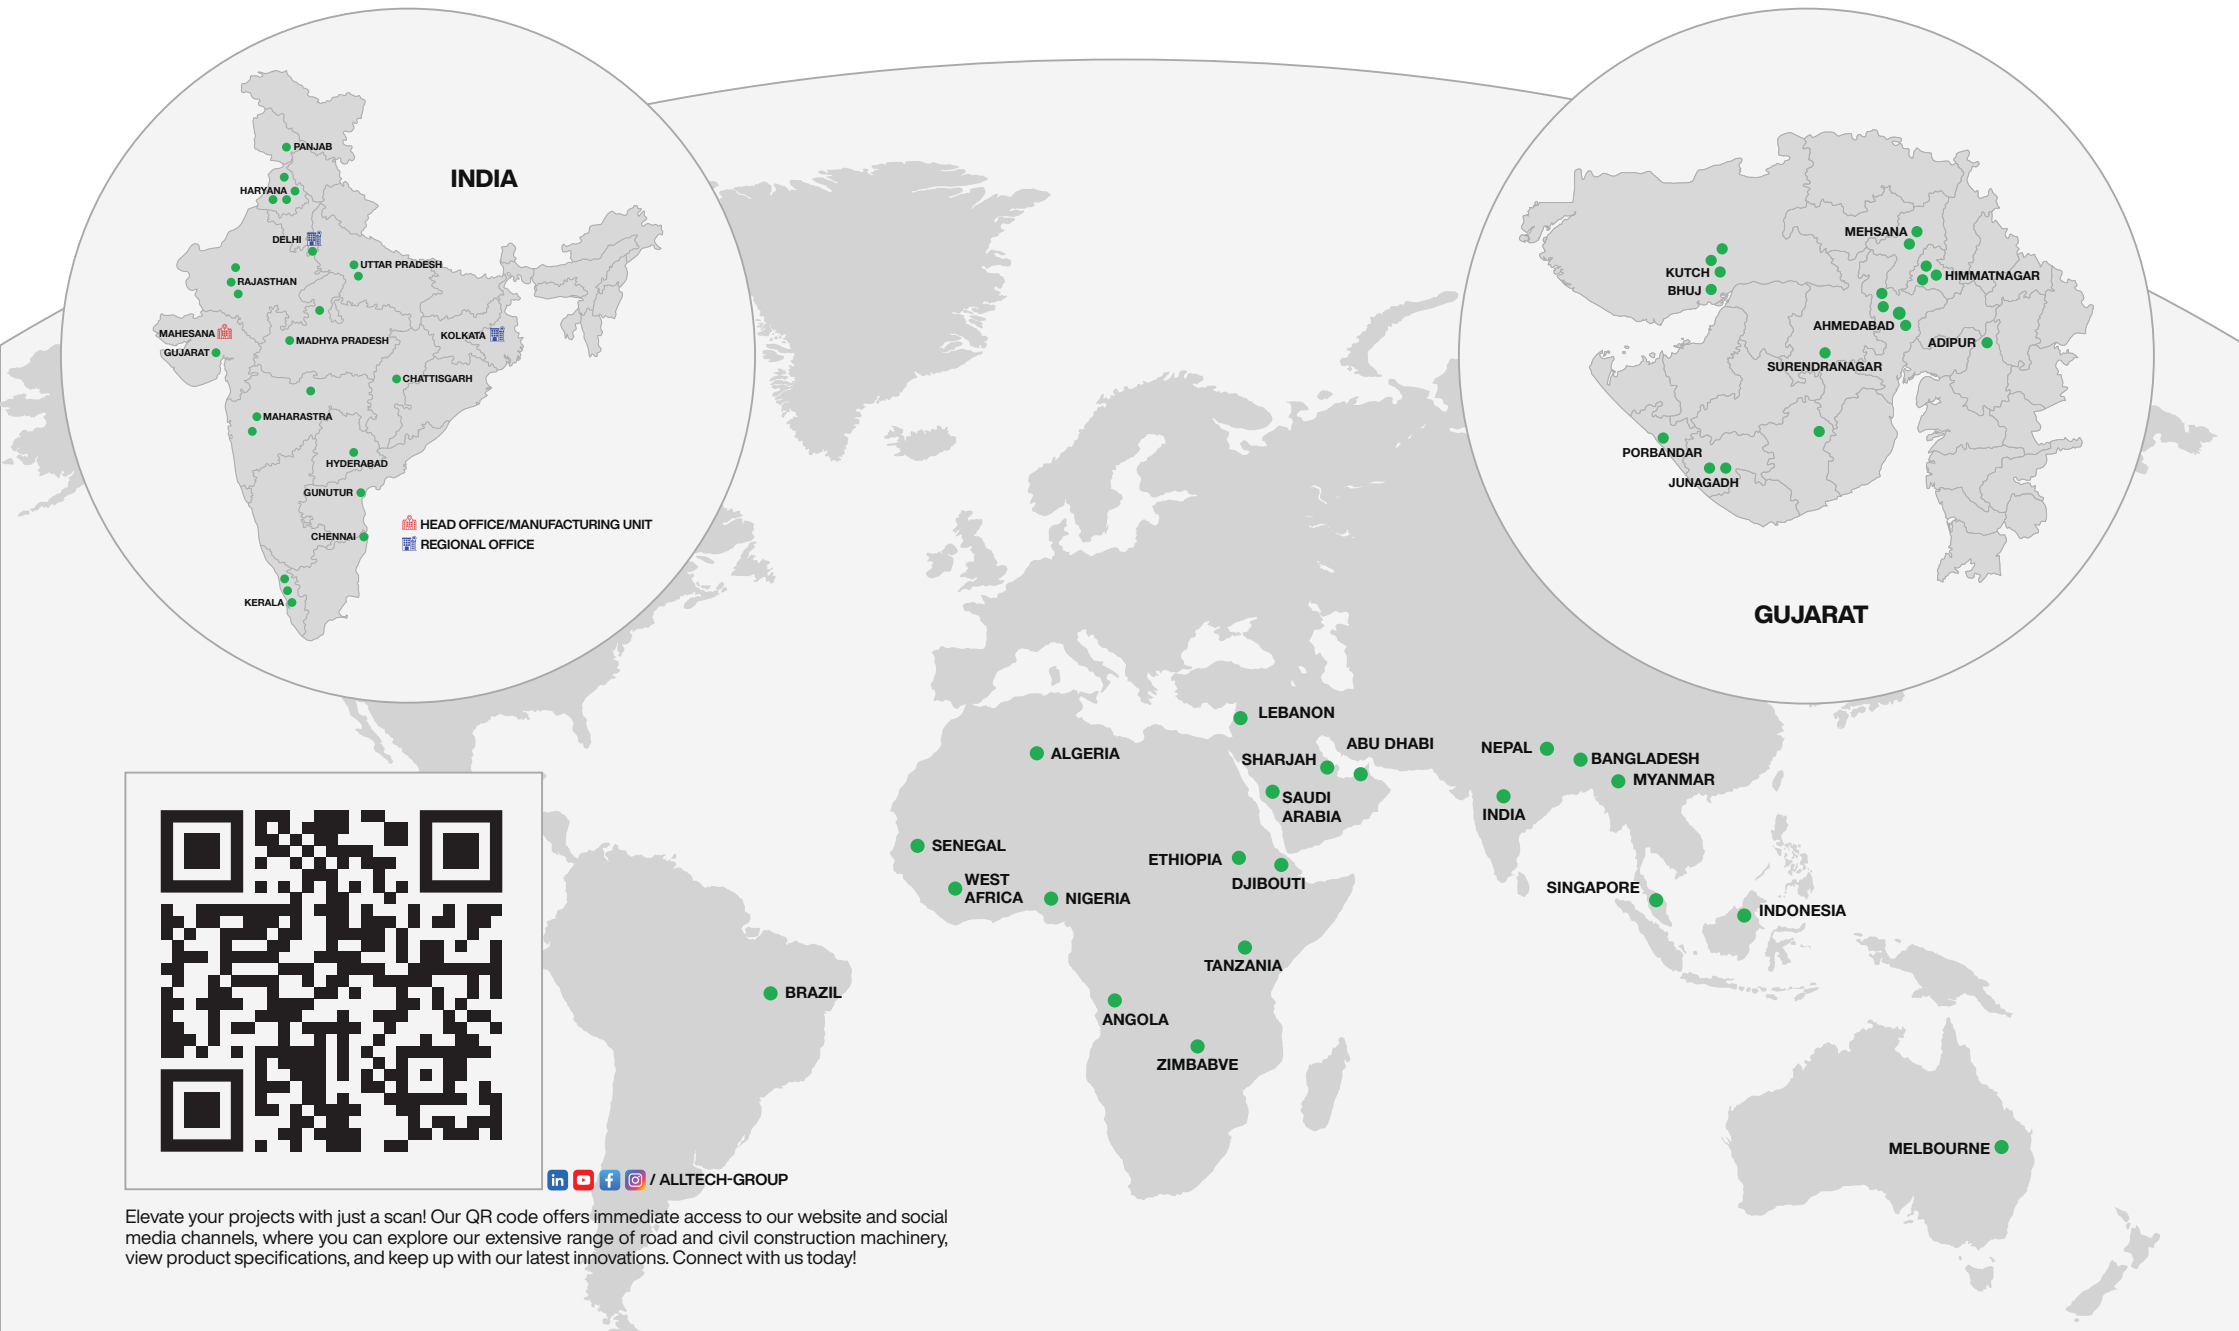 INDIA
PANJAB
HARYANA
DELHI
UTTAR PRADESH
RAJASTHAN
MAHESANA
KOLKATA
MADHYA PRADESH
GUJARAT
CHATTISGARH
MAHARASTRA
HYDERABAD
GUNUTUR
HEAD OFFICE/MANUFACTURING UNIT
CHENNAI
REGIONAL OFFICE
KERALA
MEHSANA
KUTCH
HIMMATNAGAR
BHUJ
AHMEDABAD
ADIPUR
SURENDRANAGAR
PORBANDAR
JUNAGADH
GUJARAT
LEBANON
ALGERIA
SHARJAH
ABU DHABI
NEPAL
BANGLADESH
MYANMAR
SAUDI
ARABIA
INDIA
SENEGAL
ETHIOPIA
WEST
AFRICA
NIGERIA
DJIBOUTI
SINGAPORE
INDONESIA
TANZANIA
BRAZIL
ANGOLA
ZIMBABVE
MELBOURNE
/ ALLTECH-GROUP
Elevate your projects with just a scan! Our QR code offers immediate access to our website and social
media channels, where you can explore our extensive range of road and civil construction machinery,
view product specifications, and keep up with our latest innovations. Connect with us today!